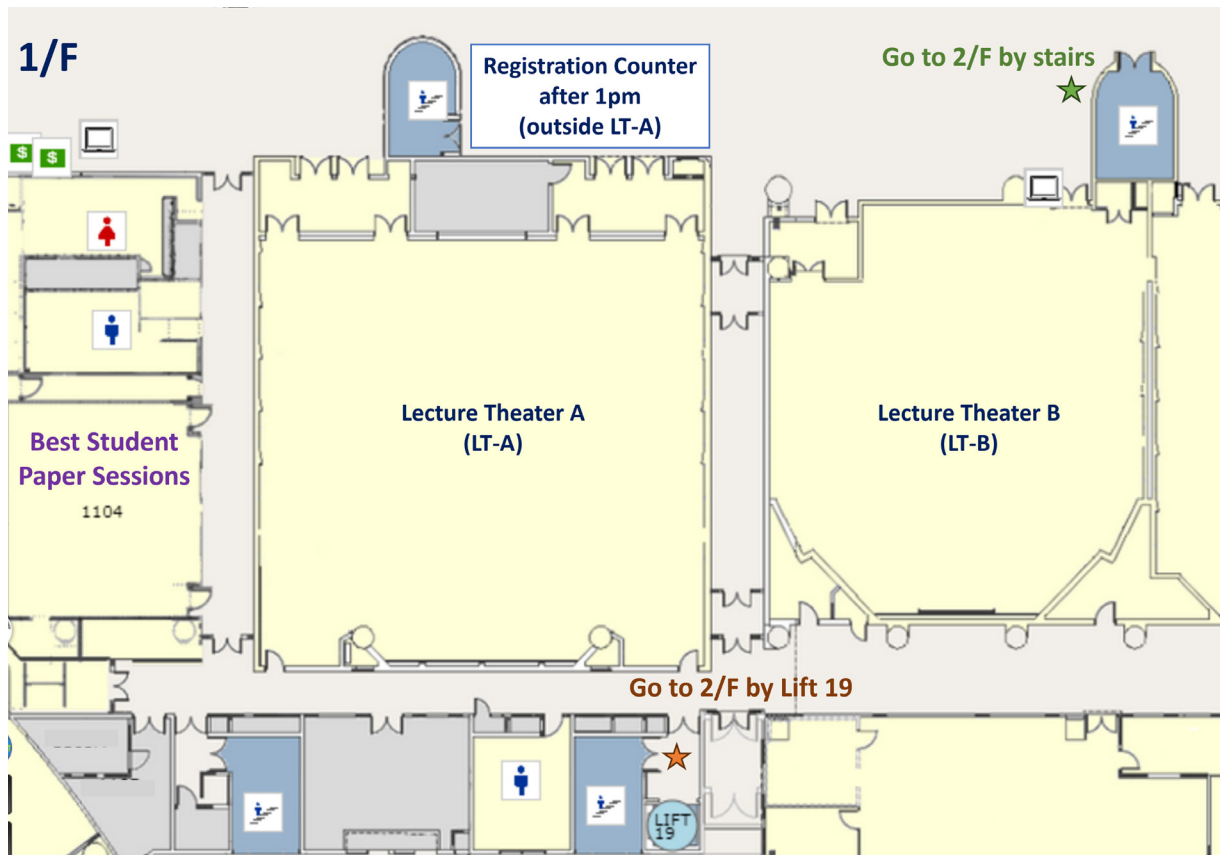 1/F
Registration Counter
after 1pm
(outside LT-A)
Go to 2/F by stairs
$
$
Lecture Theater A
(LT-A)
Lecture Theater B
(LT-B)
Best Student
Paper Sessions
1104
Go to 2/F by Lift 19
LIFT
19